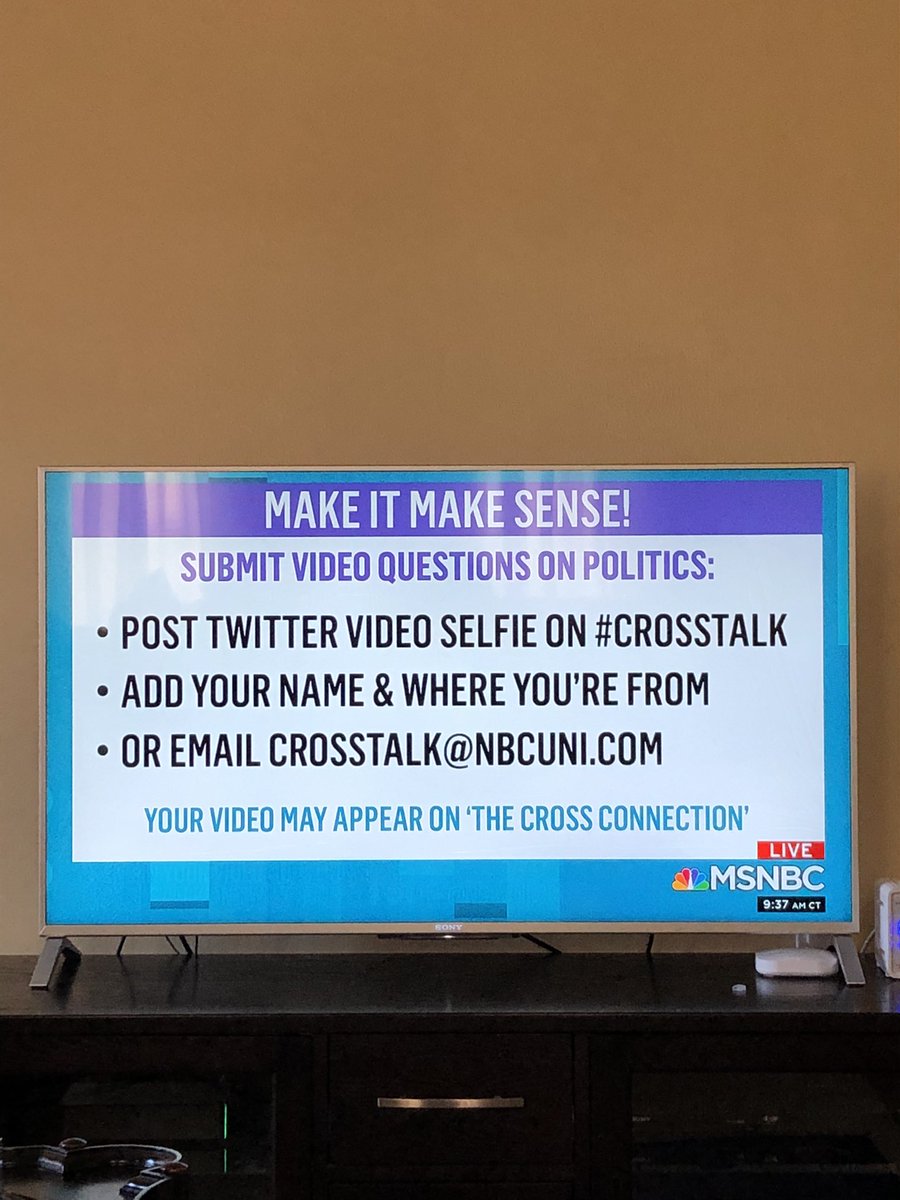 MAKE IT MAKE SENSE!
SUBMIT VIDEO QUESTIONS ON POLITICS:
• POST TWITTER VIDEO SELFIE ON #CROSSTALK
• ADD YOUR NAME & WHERE YOU'RE FROM
• OR EMAIL CROSSTALK@NBCUNI.COM
YOUR VIDEO MAY APPEAR ON 'THE CROSS CONNECTION'
LIVE
MSNBC
9:37 AM CT
SONY